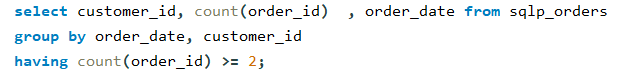 select customer_id, count(order_id)  , order_date from sqlp_orders
group by order_date, customer_id
having count(order_id) >= 2;